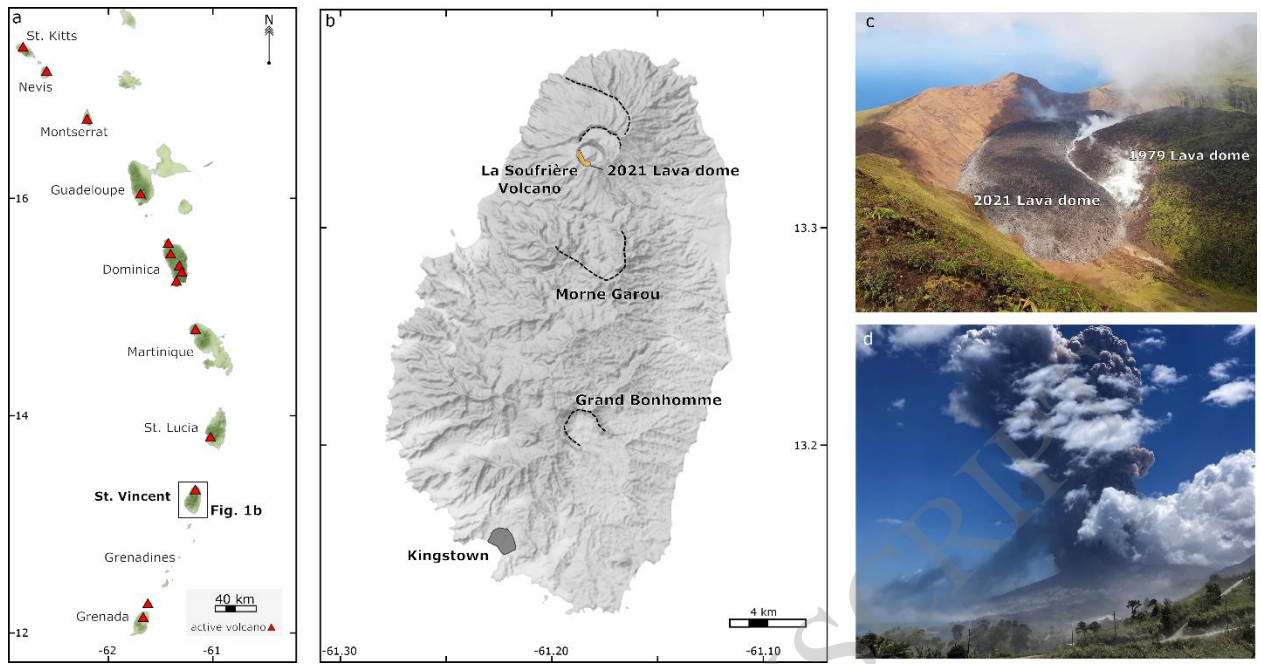 a
N
St. Kitts
Nevis
Montserrat
Guadeloupe
16
Dominica
Martinique
St. Lucia
14
St. Vincent
Fig. 1b
Grenadines
40 km
Grenada
active volcano
12
-62
-61
b
La Soufrière
Volcano
2021 Lava dome
13.3
Morne Garou
Grand Bonhomme
13.2
Kingstown
4 km
-61.30
-61.20
-61.10
c
1979 Lava dome
2021 Lava dome
d
SCRIPT